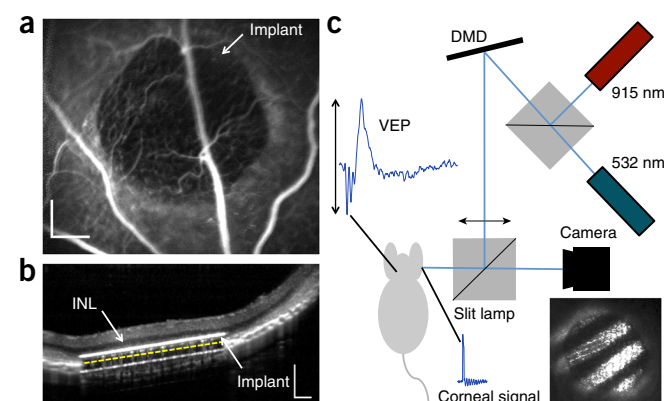 a
Implant
b
INL
Implant
c
DMD
915 nm
532 nm
VEP
Camera
Slit lamp
Corneal signal